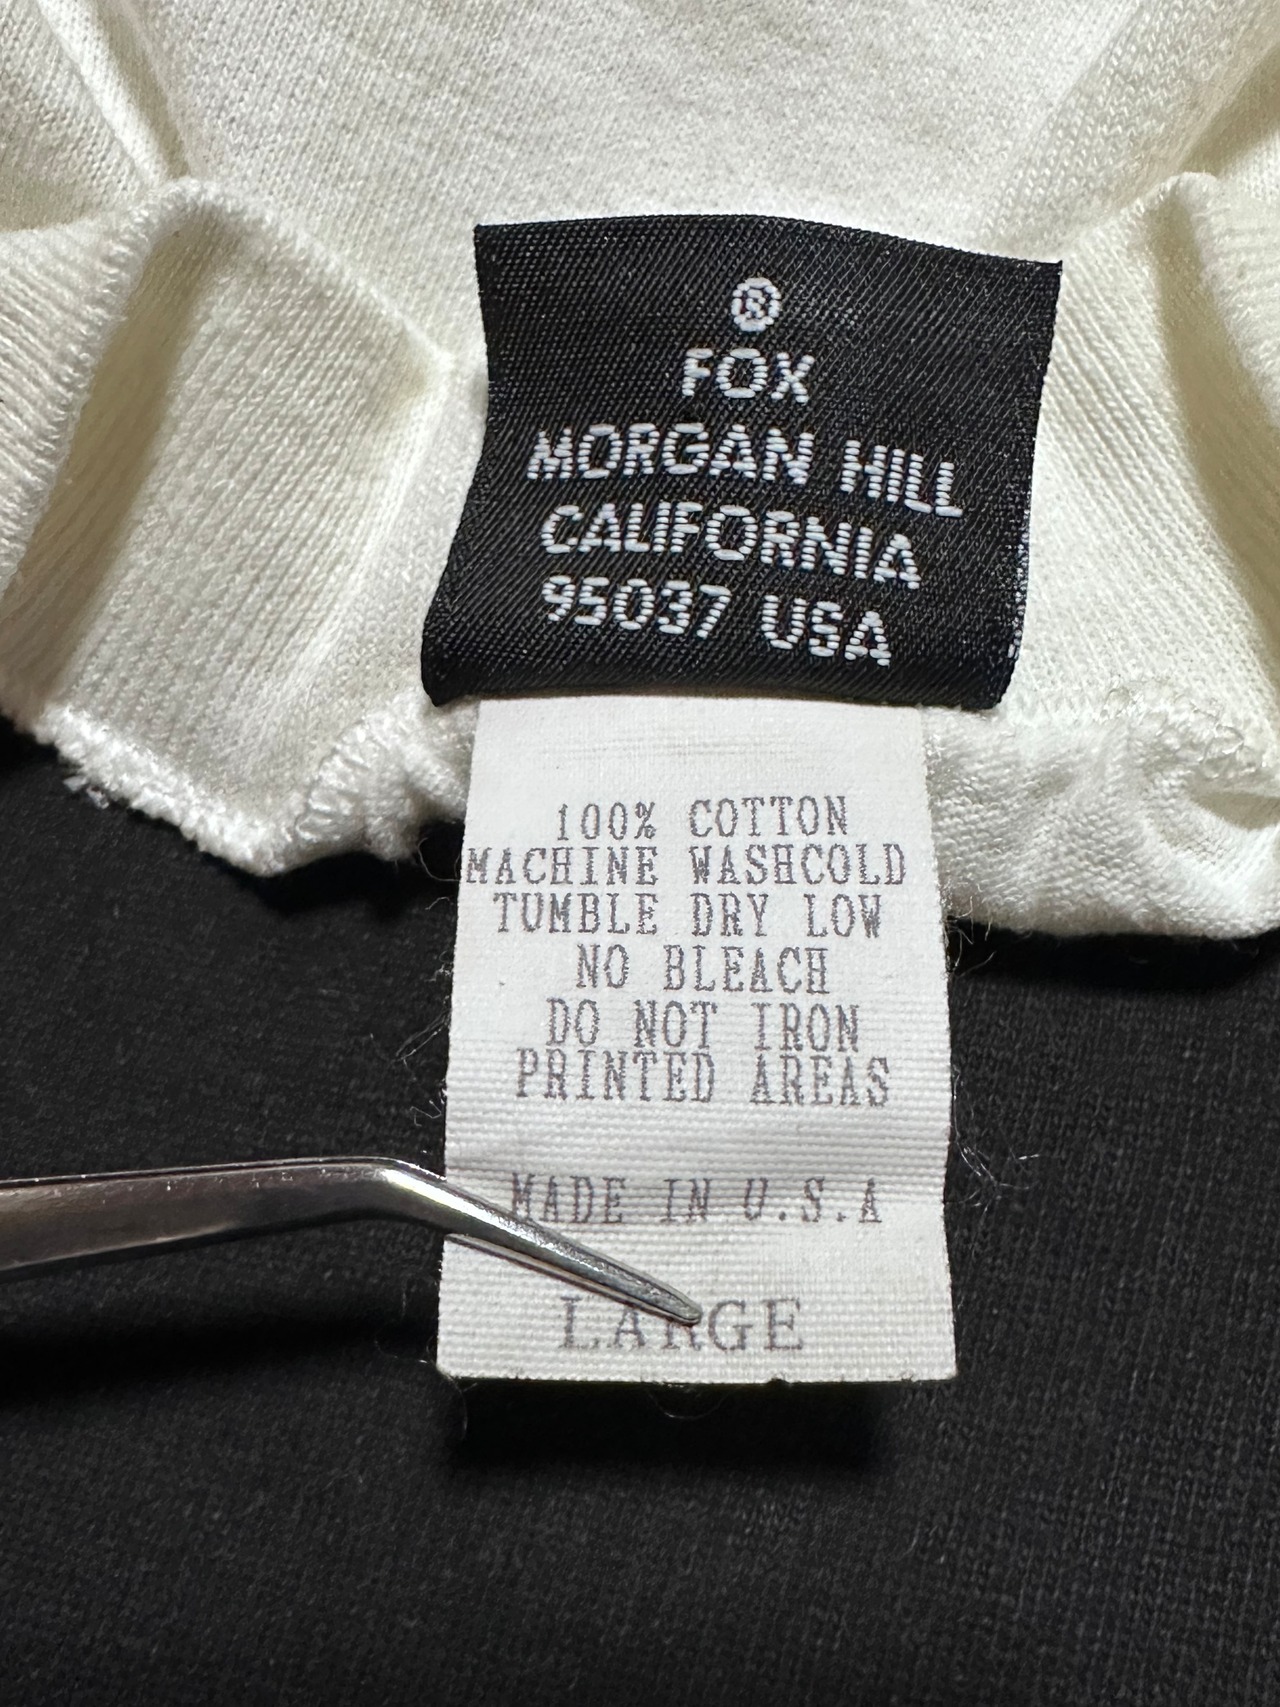 ®
FOX
MORGAN HILL
CALIFORNIA
95037 USA
100% COTTON
MACHINE WASHCOLD
TUMBLE DRY LOW
NO BLEACH
DO NOT IRON
PRINTED AREAS
MADE IN U.S.A
LARGE